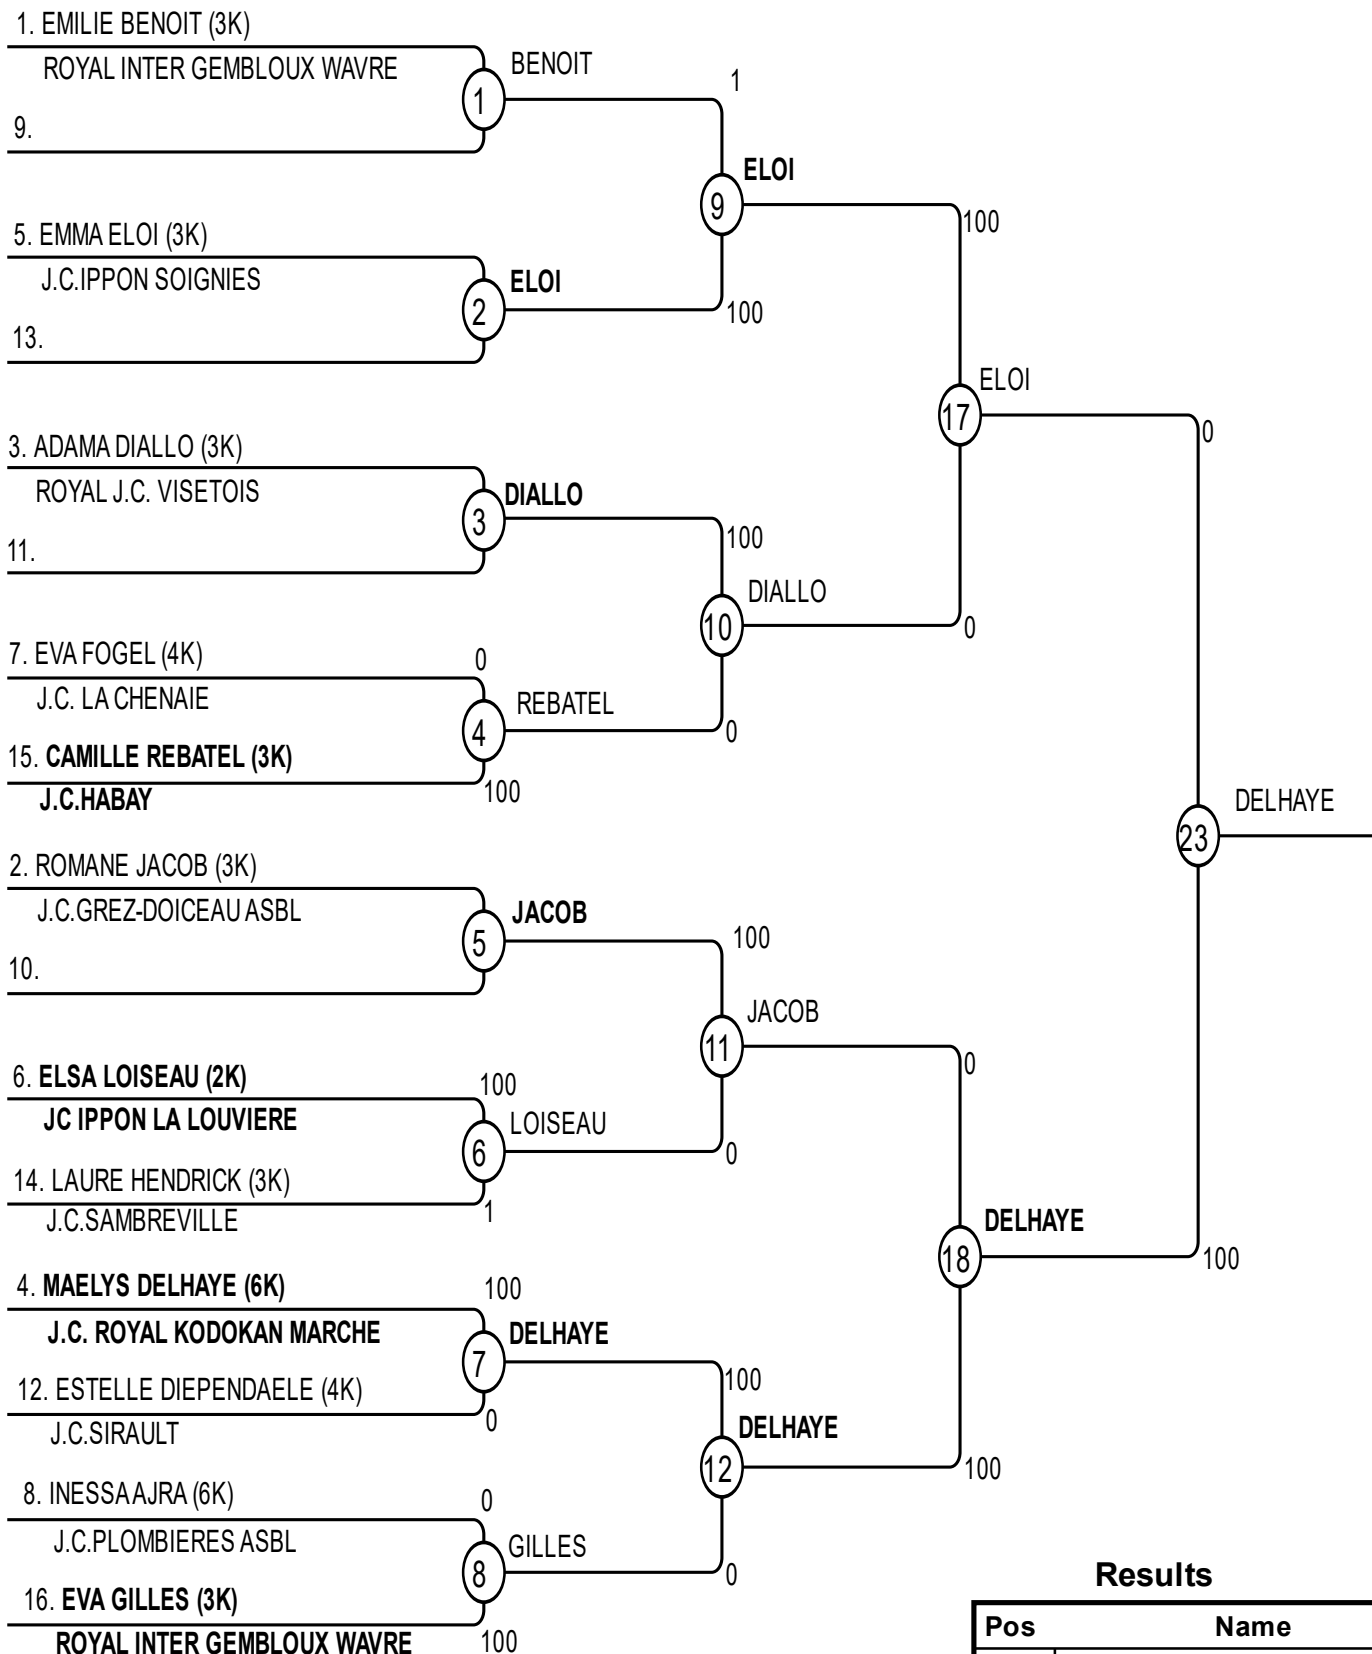 1. EMILIE BENOIT (3K)
ROYAL INTER GEMBLOUX WAVRE
9.
1
BENOIT
1
5. EMMA ELOI (3K)
J.C.IPPON SOIGNIES
13.
2
ELOI
100
9
ELOI
100
3. ADAMA DIALLO (3K)
ROYAL J.C. VISETOIS
11.
3
DIALLO
100
7. EVA FOGEL (4K)
0
J.C. LA CHENAIE
15. CAMILLE REBATEL (3K)
J.C.HABAY
100
4
REBATEL
0
10
DIALLO
0
17
ELOI
0
2. ROMANE JACOB (3K)
J.C.GREZ-DOICEAU ASBL
10.
5
JACOB
100
6. ELSA LOISEAU (2K)
100
JC IPPON LA LOUVIERE
14. LAURE HENDRICK (3K)
J.C.SAMBREVILLE
1
6
LOISEAU
0
11
JACOB
0
4. MAELYS DELHAYE (6K)
100
J.C. ROYAL KODOKAN MARCHE
12. ESTELLE DIEPENDAELE (4K)
J.C.SIRAULT
0
7
DELHAYE
100
8. INESSA AJRA (6K)
0
J.C.PLOMBIERES ASBL
16. EVA GILLES (3K)
ROYAL INTER GEMBLOUX WAVRE
100
8
GILLES
0
12
DELHAYE
100
18
DELHAYE
100
23
DELHAYE
Results
Pos Name